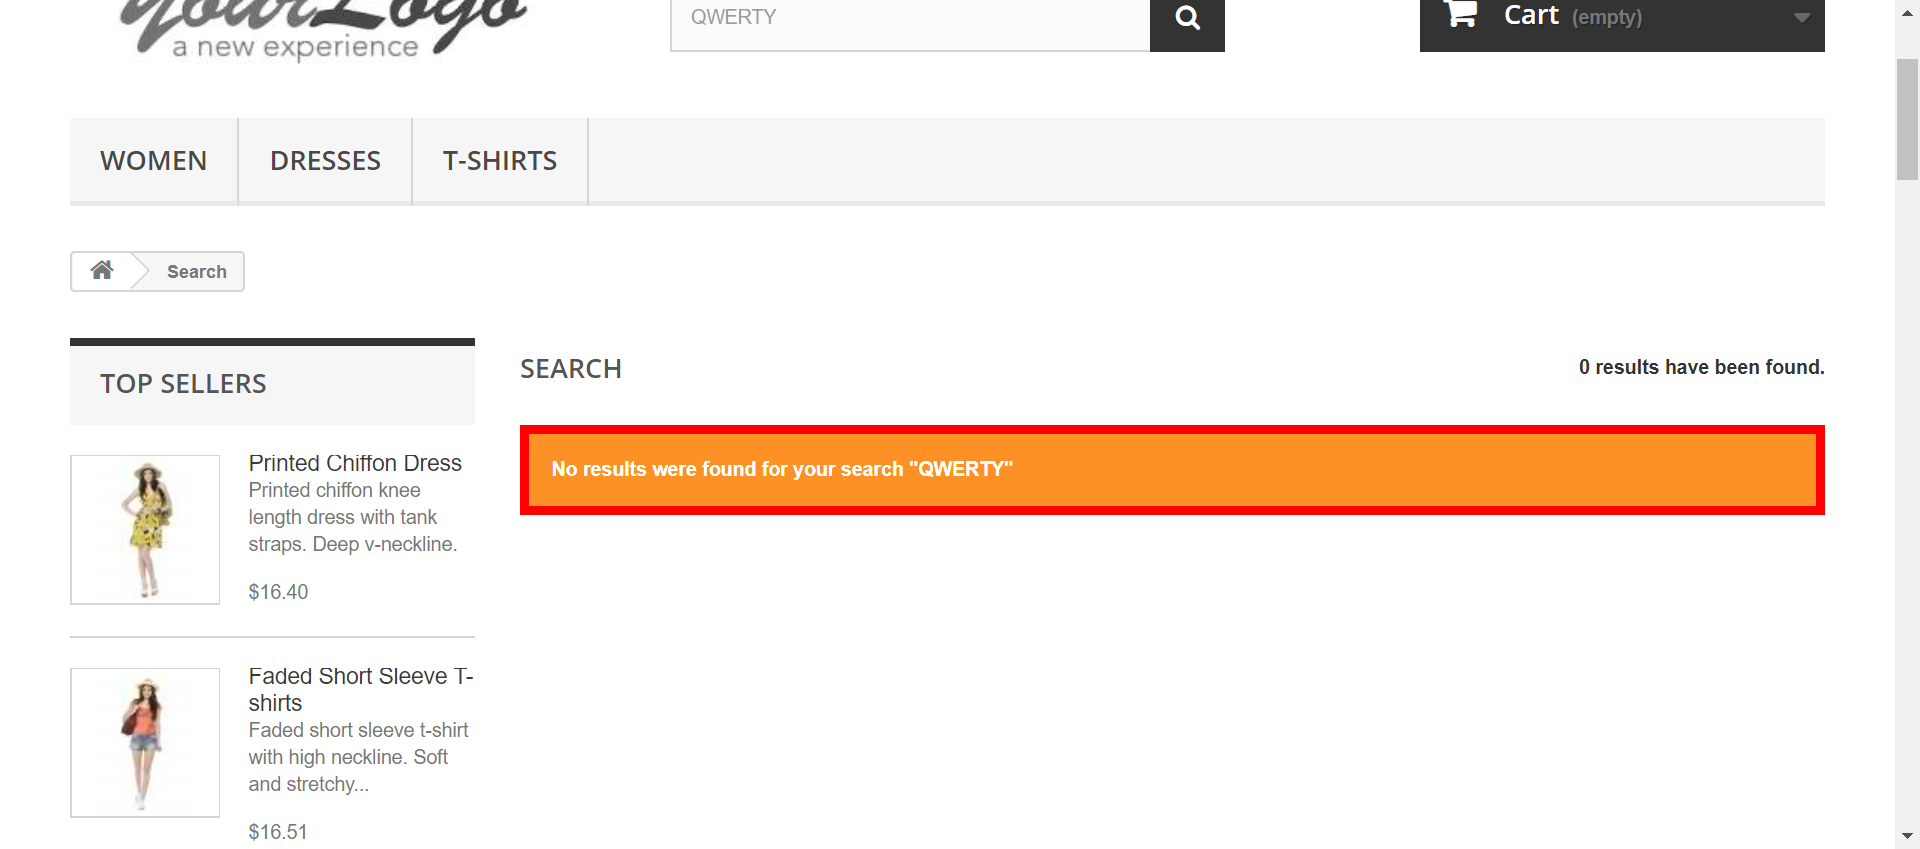 yourLogo
QWERTY
Cart (empty)
a new experience
WOMEN
DRESSES
T-SHIRTS
Search
TOP SELLERS
Printed Chiffon Dress
Printed chiffon knee
length dress with tank
straps. Deep v-neckline.
$16.40
Faded Short Sleeve T-
shirts
Faded short sleeve t-shirt
with high neckline. Soft
and stretchy...
$16.51
SEARCH
0 results have been found.
No results were found for your search "QWERTY"